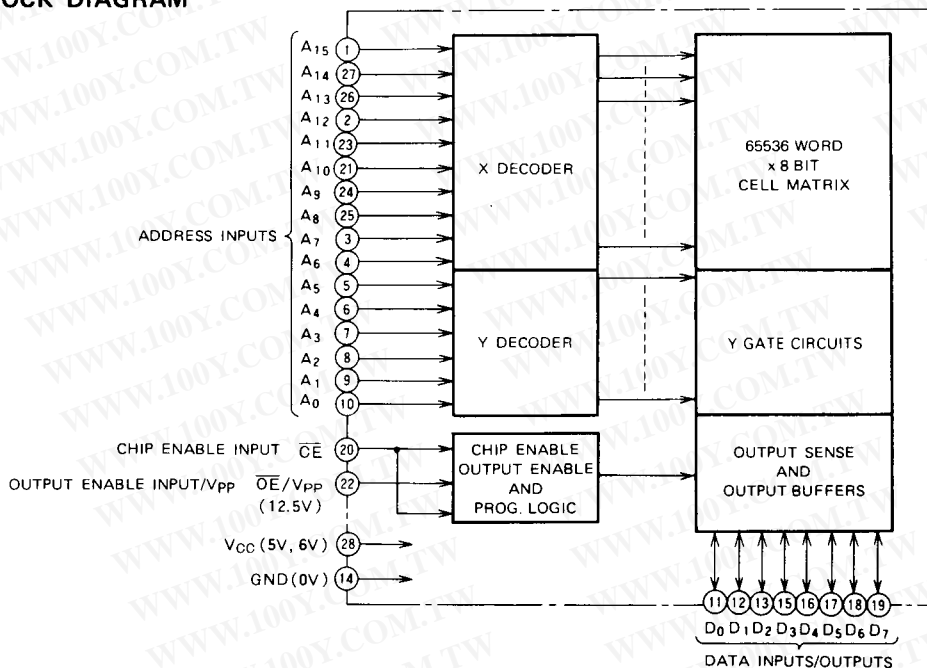 OCK DIAGRAM
A15 1
A14 27
A13 26
A12 2
A11 23
A10 21
A9 24
A8 25
A7 3
A6 4
A5 5
A4 6
A3 7
A2 8
A1 9
A0 10
ADDRESS INPUTS
X DECODER
Y DECODER
65536 WORD
x 8 BIT
CELL MATRIX
Y GATE CIRCUITS
CHIP ENABLE INPUT C̅E̅ 20
OUTPUT ENABLE INPUT/VPP O̅E̅/VPP 22
(12.5V)
CHIP ENABLE
OUTPUT ENABLE
AND
PROG. LOGIC
OUTPUT SENSE
AND
OUTPUT BUFFERS
VCC (5V, 6V) 28
GND (0V) 14
11 12 13 15 16 17 18 19
D0 D1 D2 D3 D4 D5 D6 D7
DATA INPUTS/OUTPUTS
WWW.100Y.COM.TW